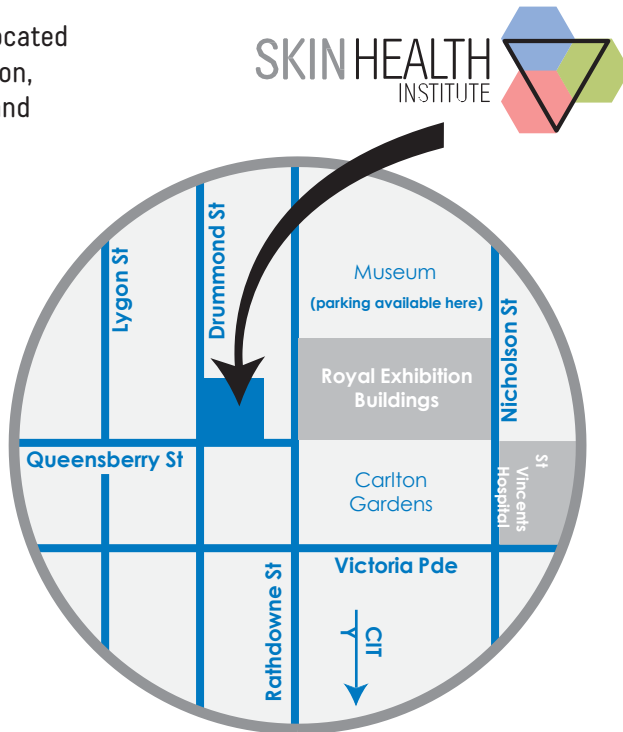 ocated
on,
and
SKIN HEALTH
INSTITUTE
Lygon St
Drummond St
Museum
(parking available here)
Nicholson St
Royal Exhibition
Buildings
Queensberry St
Carlton
Gardens
St
Vincents
Hospital
Victoria Pde
Rathdowne St
CIT
Y